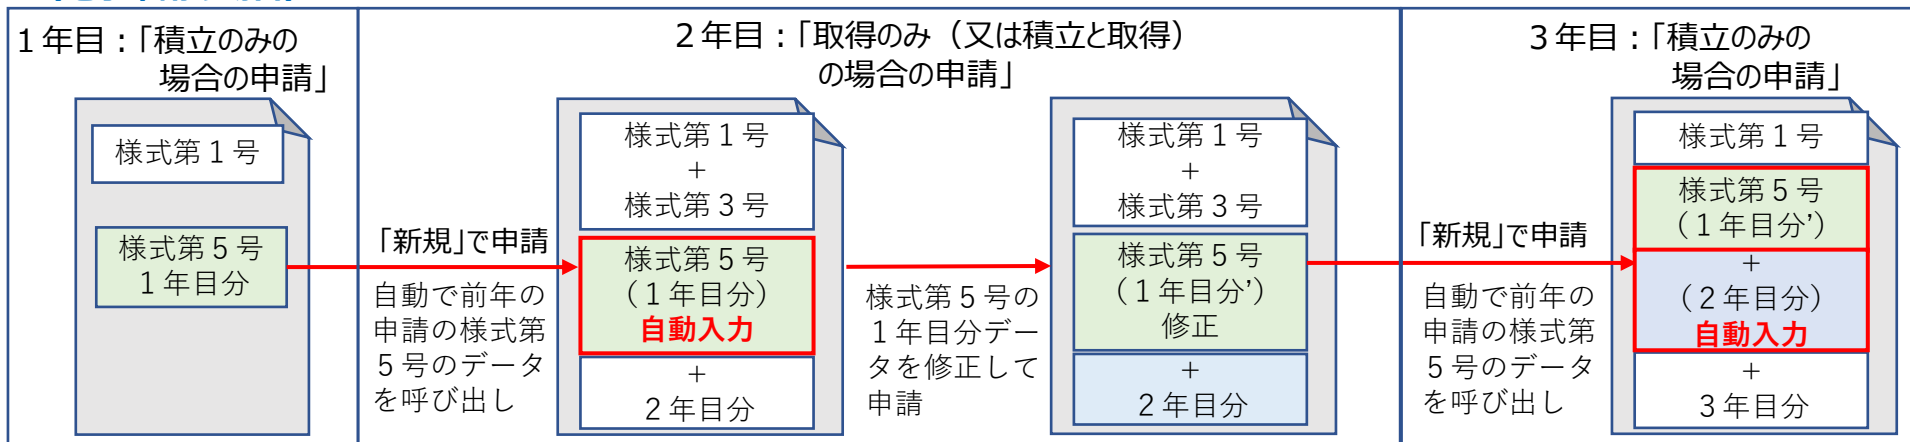 1年目：「積立のみの
場合の申請」
様式第1号
様式第5号
1年目分
2年目：「取得のみ（又は積立と取得）
の場合の申請」
「新規」で申請
自動で前年の
申請の様式第
5号のデータ
を呼び出し
様式第1号
+
様式第3号
様式第5号
（1年目分）
自動入力
+
2年目分
様式第5号の
1年目分デー
タを修正して
申請
様式第1号
+
様式第3号
様式第5号
（1年目分’）
修正
+
2年目分
3年目：「積立のみの
場合の申請」
「新規」で申請
自動で前年の
申請の様式第
5号のデータ
を呼び出し
様式第1号
様式第5号
（1年目分’）
+
（2年目分）
自動入力
+
3年目分